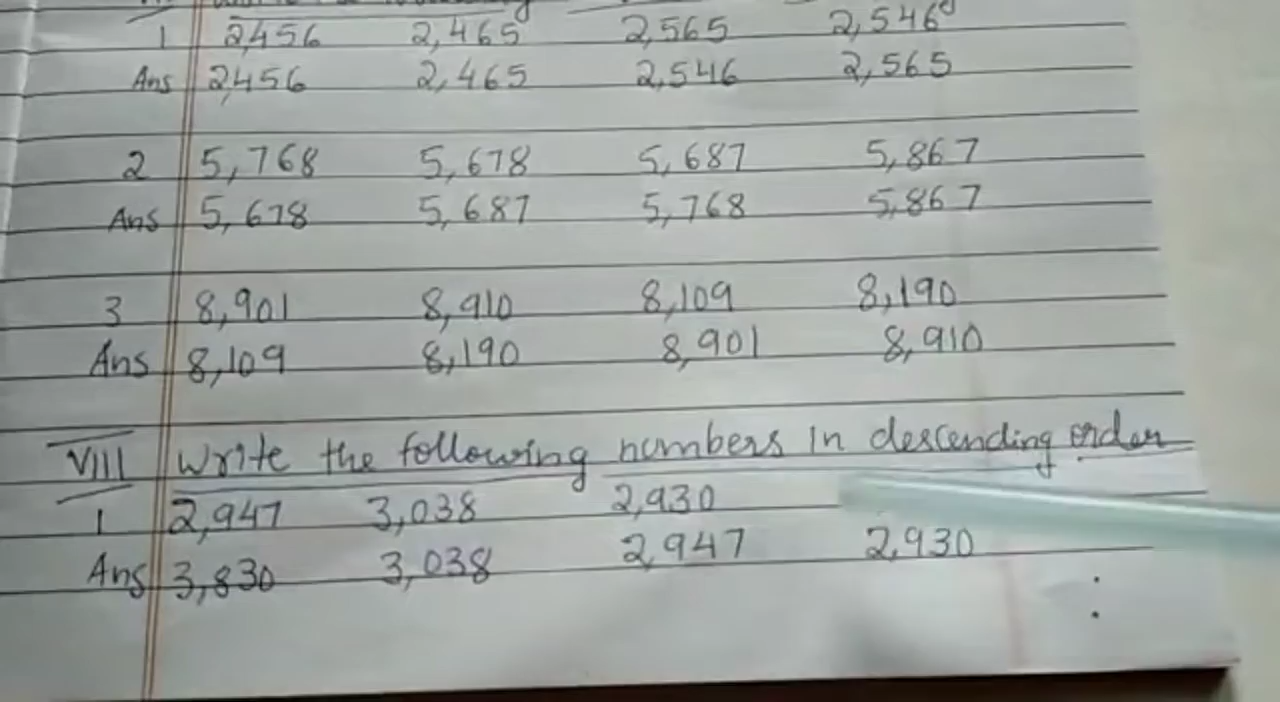 1 2,456 2,465 2,565 2,546
Ans 2,456 2,465 2,546 2,565
2 5,768 5,678 5,687 5,867
Ans 5,678 5,687 5,768 5,867
3 8,901 8,910 8,109 8,190
Ans 8,109 8,190 8,901 8,910
VIII Write the following numbers in descending order
1 2,947 3,038 2,930
Ans 3,830 3,038 2,947 2,930